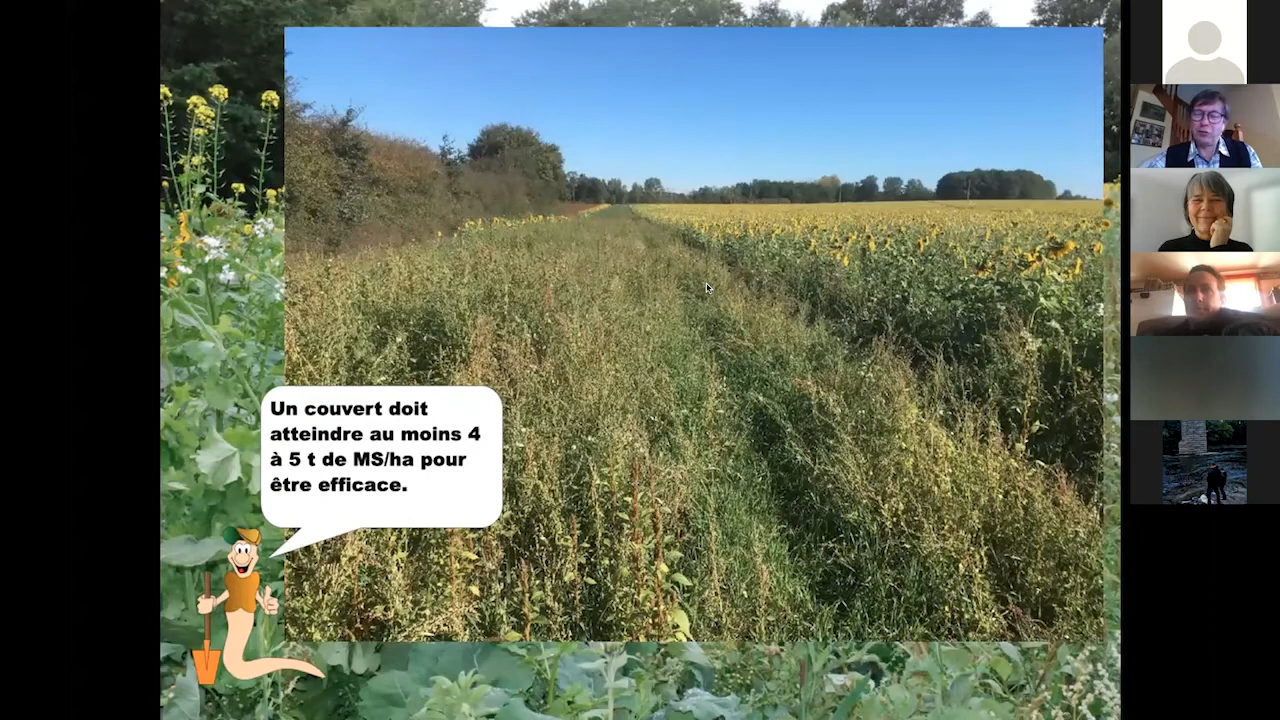 Un couvert doit
atteindre au moins 4
à 5 t de MS/ha pour
être efficace.